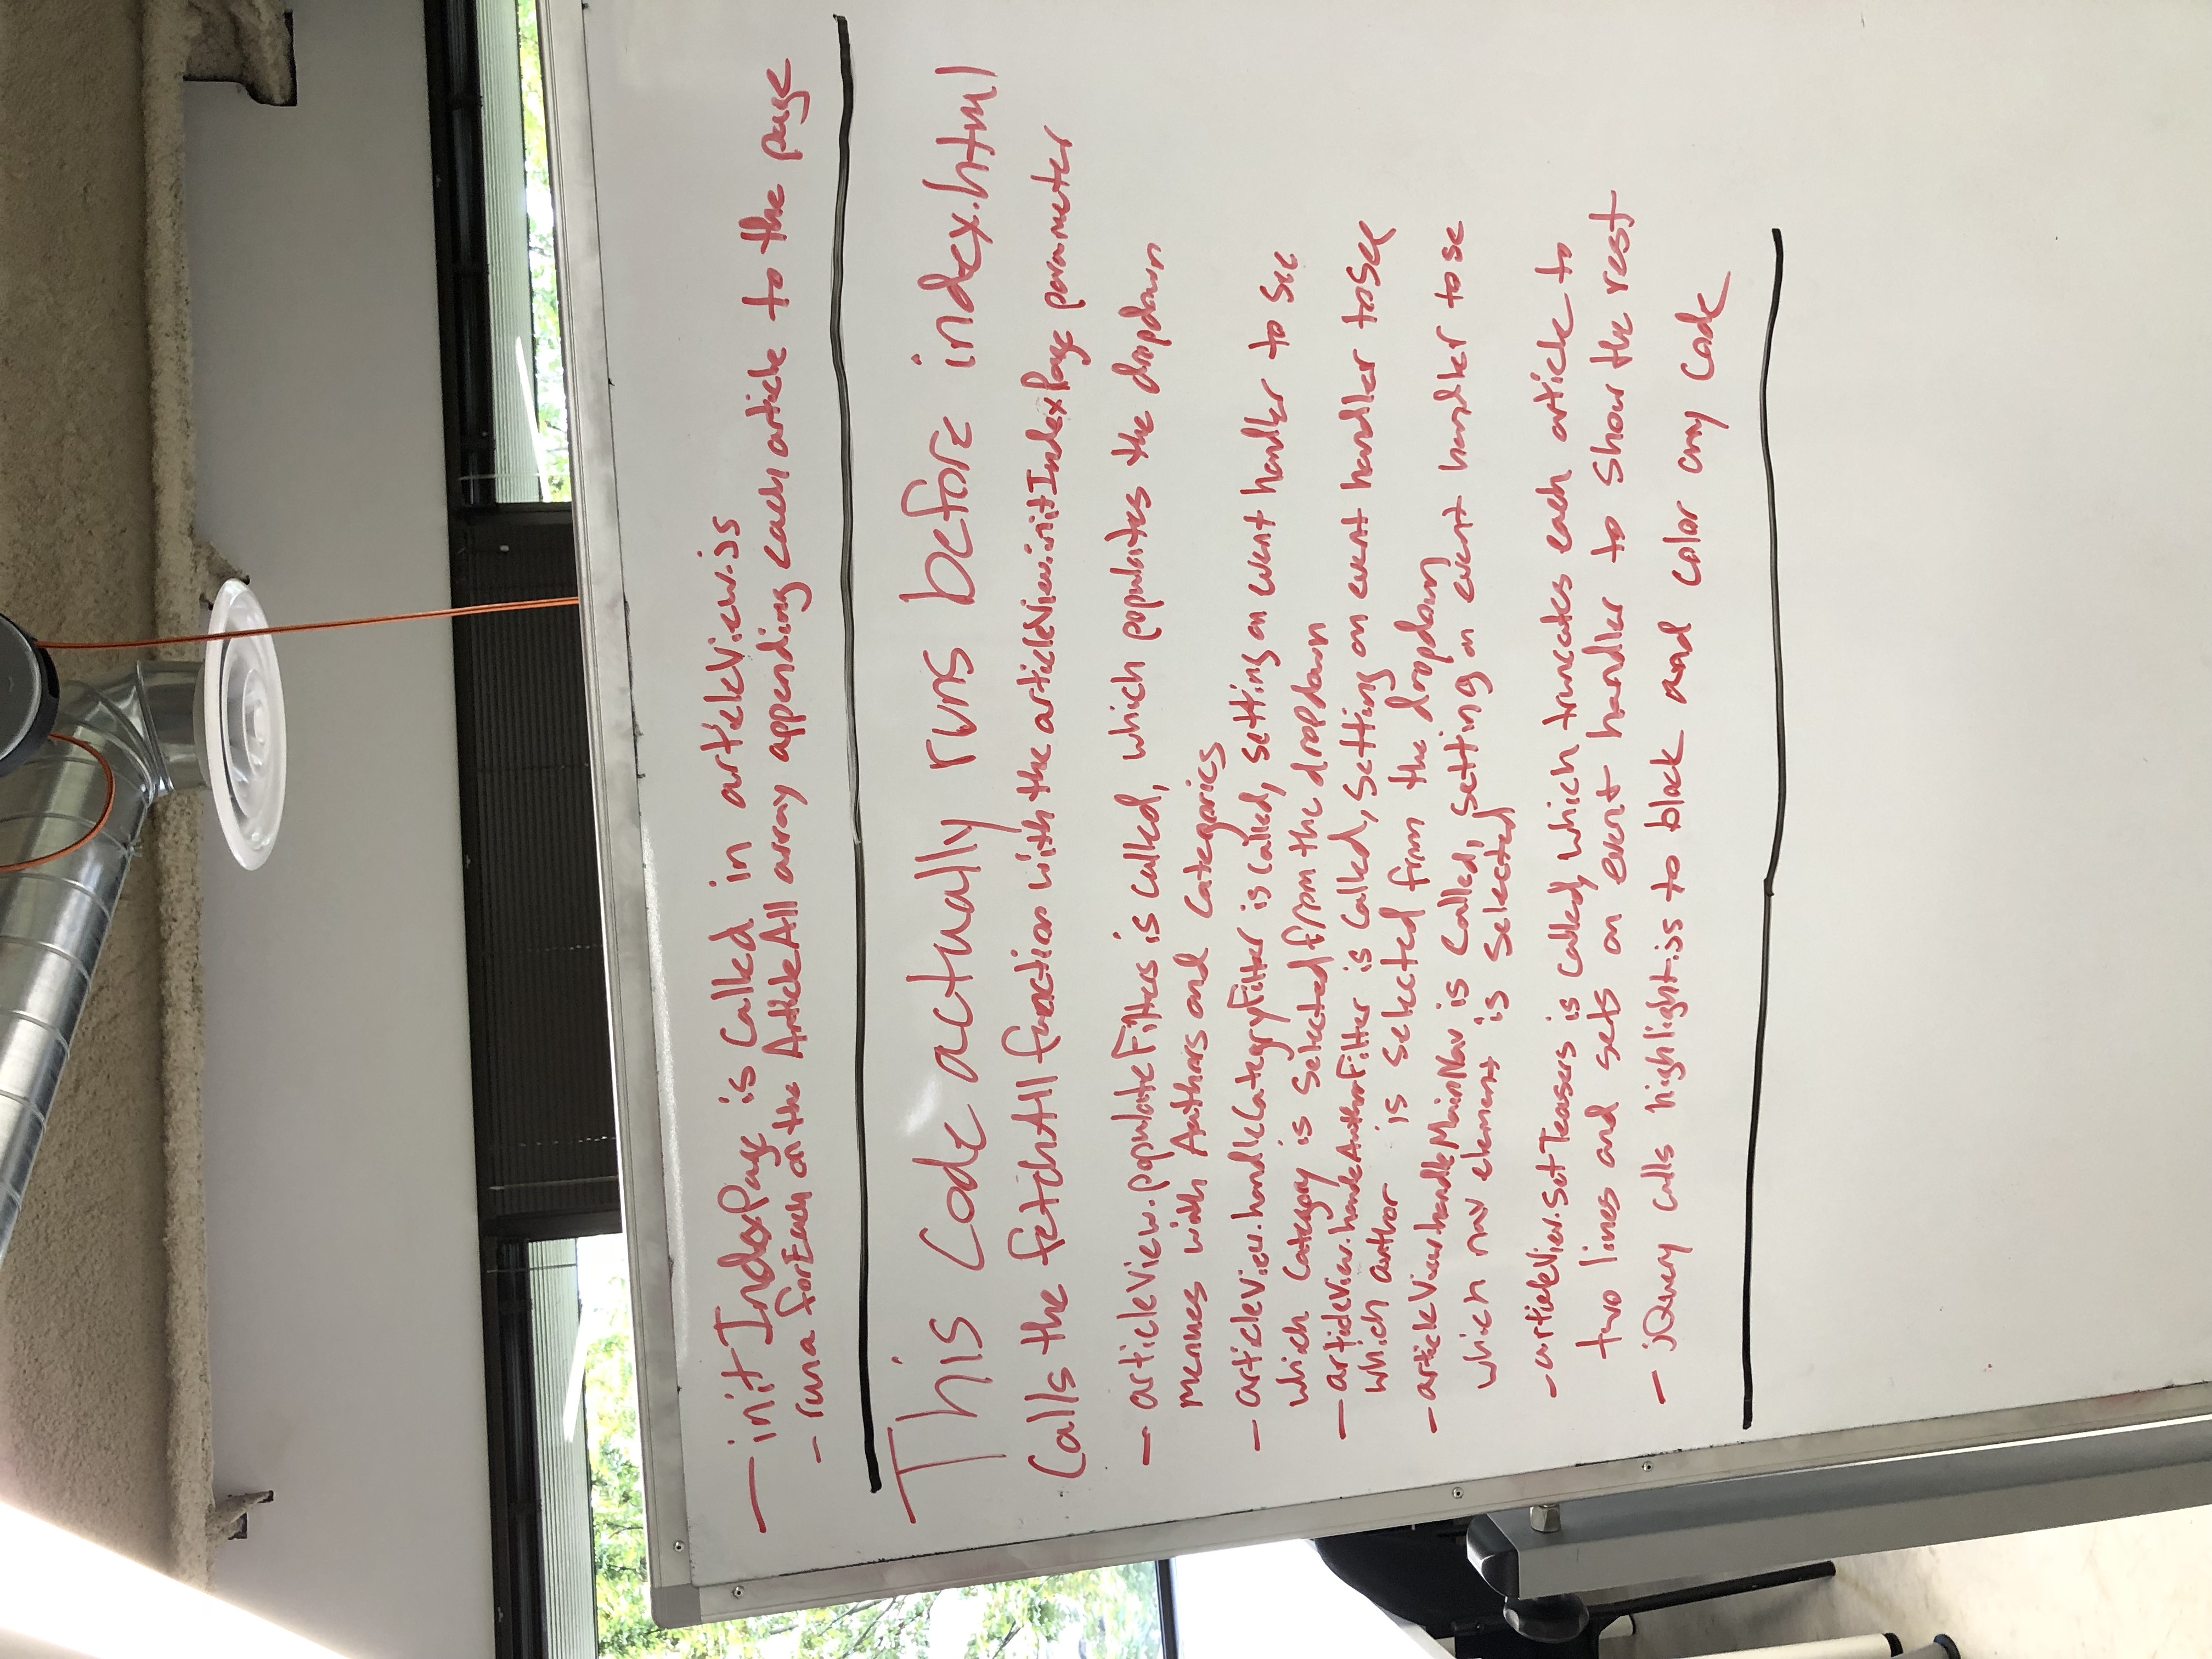 — initIndexPage is called in articleView.js
- run a forEach on the ArticleAll array appending each article to the page
This code actually runs before index.html
Calls the fetchAll function with the articleView.initIndexPage parameter
- articleView.populateFilters is called, which populates the dropdown
menues with Authors and Categories
- articleView.handleCategryFilter is called, setting an event handler to see
which category is selected from the dropdown
- articleView.handleAuthorFilter is called, setting an event handler to see
which author is selected from the dropdown
- articleView.handleMainNav is called, setting an event handler to se
which nav element is selected
- articleView.setTeasers is called, which truncates each article to
two lines and sets an event handler to show the rest
- jQuery calls highlight.js to block and color any code